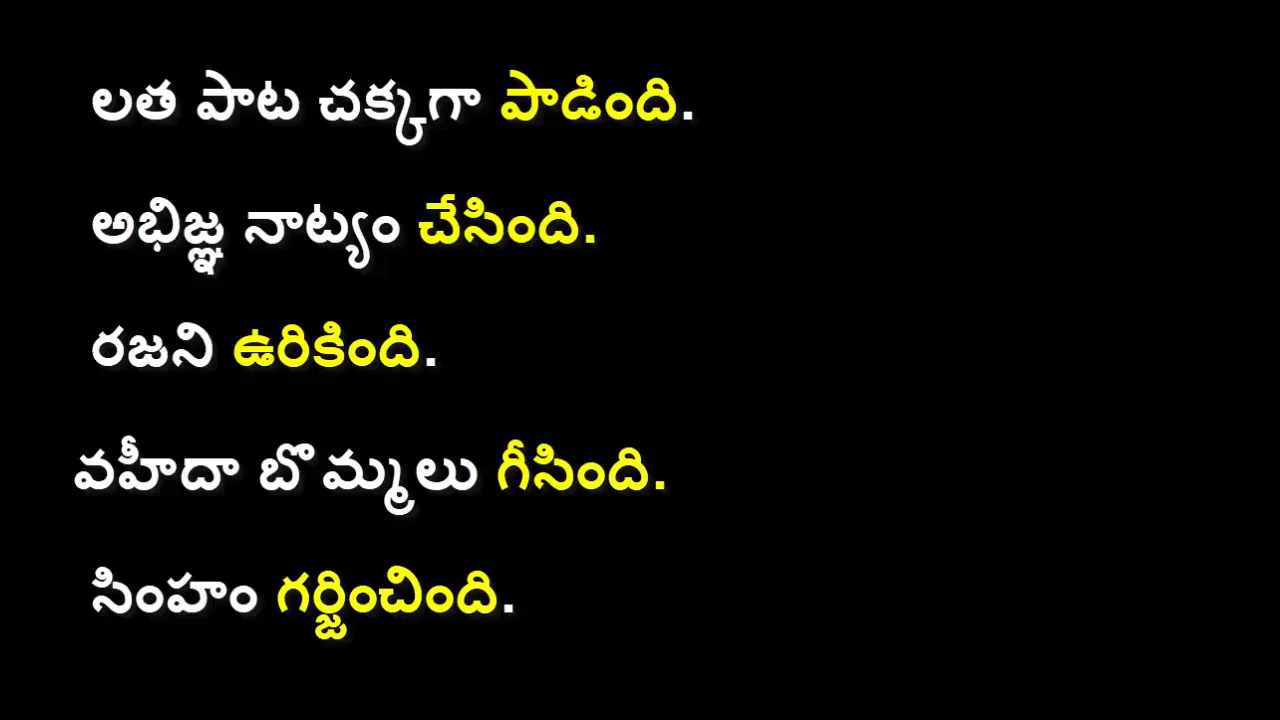 లత పాట చక్కగా పాడింది.
అభిజ్ఞ నాట్యం చేసింది.
రజని ఉరికింది.
వహీదా బొమ్మలు గీసింది.
సింహం గర్జించింది.